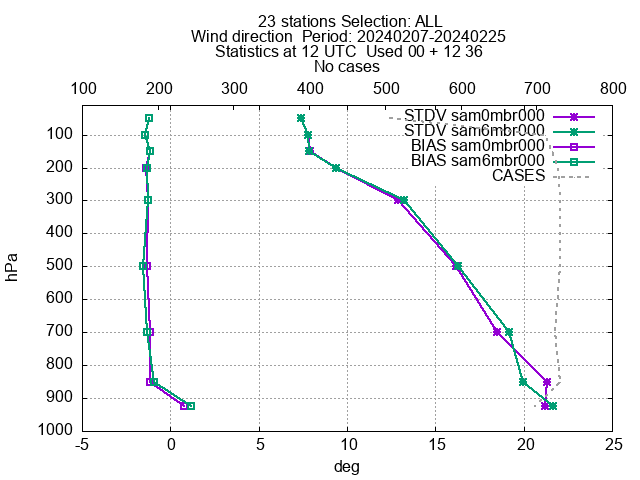 23 stations Selection: ALL
Wind direction  Period: 20240207-20240225
Statistics at 12 UTC  Used 00 + 12 36
No cases
100 200 300 400 500 600 700 800
STDV sam0mbr000
STDV sam6mbr000
BIAS sam0mbr000
BIAS sam6mbr000
CASES
100
200
300
400
500
600
700
800
900
1000
hPa
-5 0 5 10 15 20 25
deg